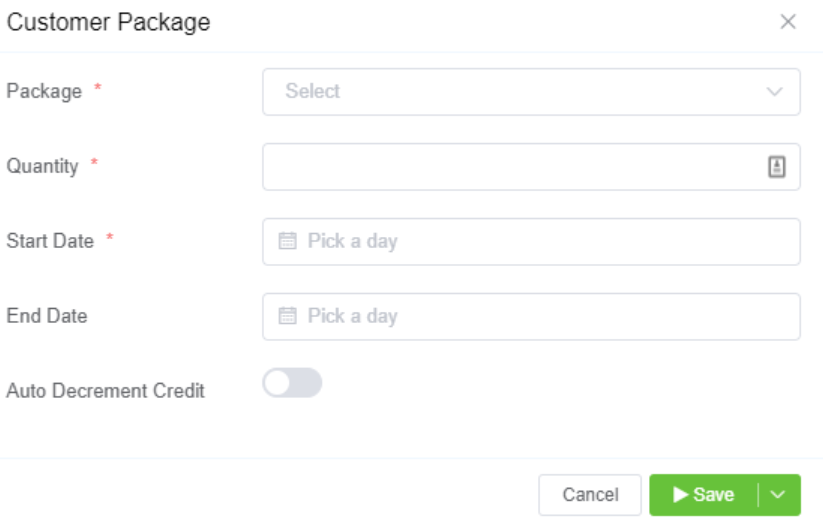 Customer Package
Package *
Select
Quantity *
Start Date *
Pick a day
End Date
Pick a day
Auto Decrement Credit
Cancel
Save